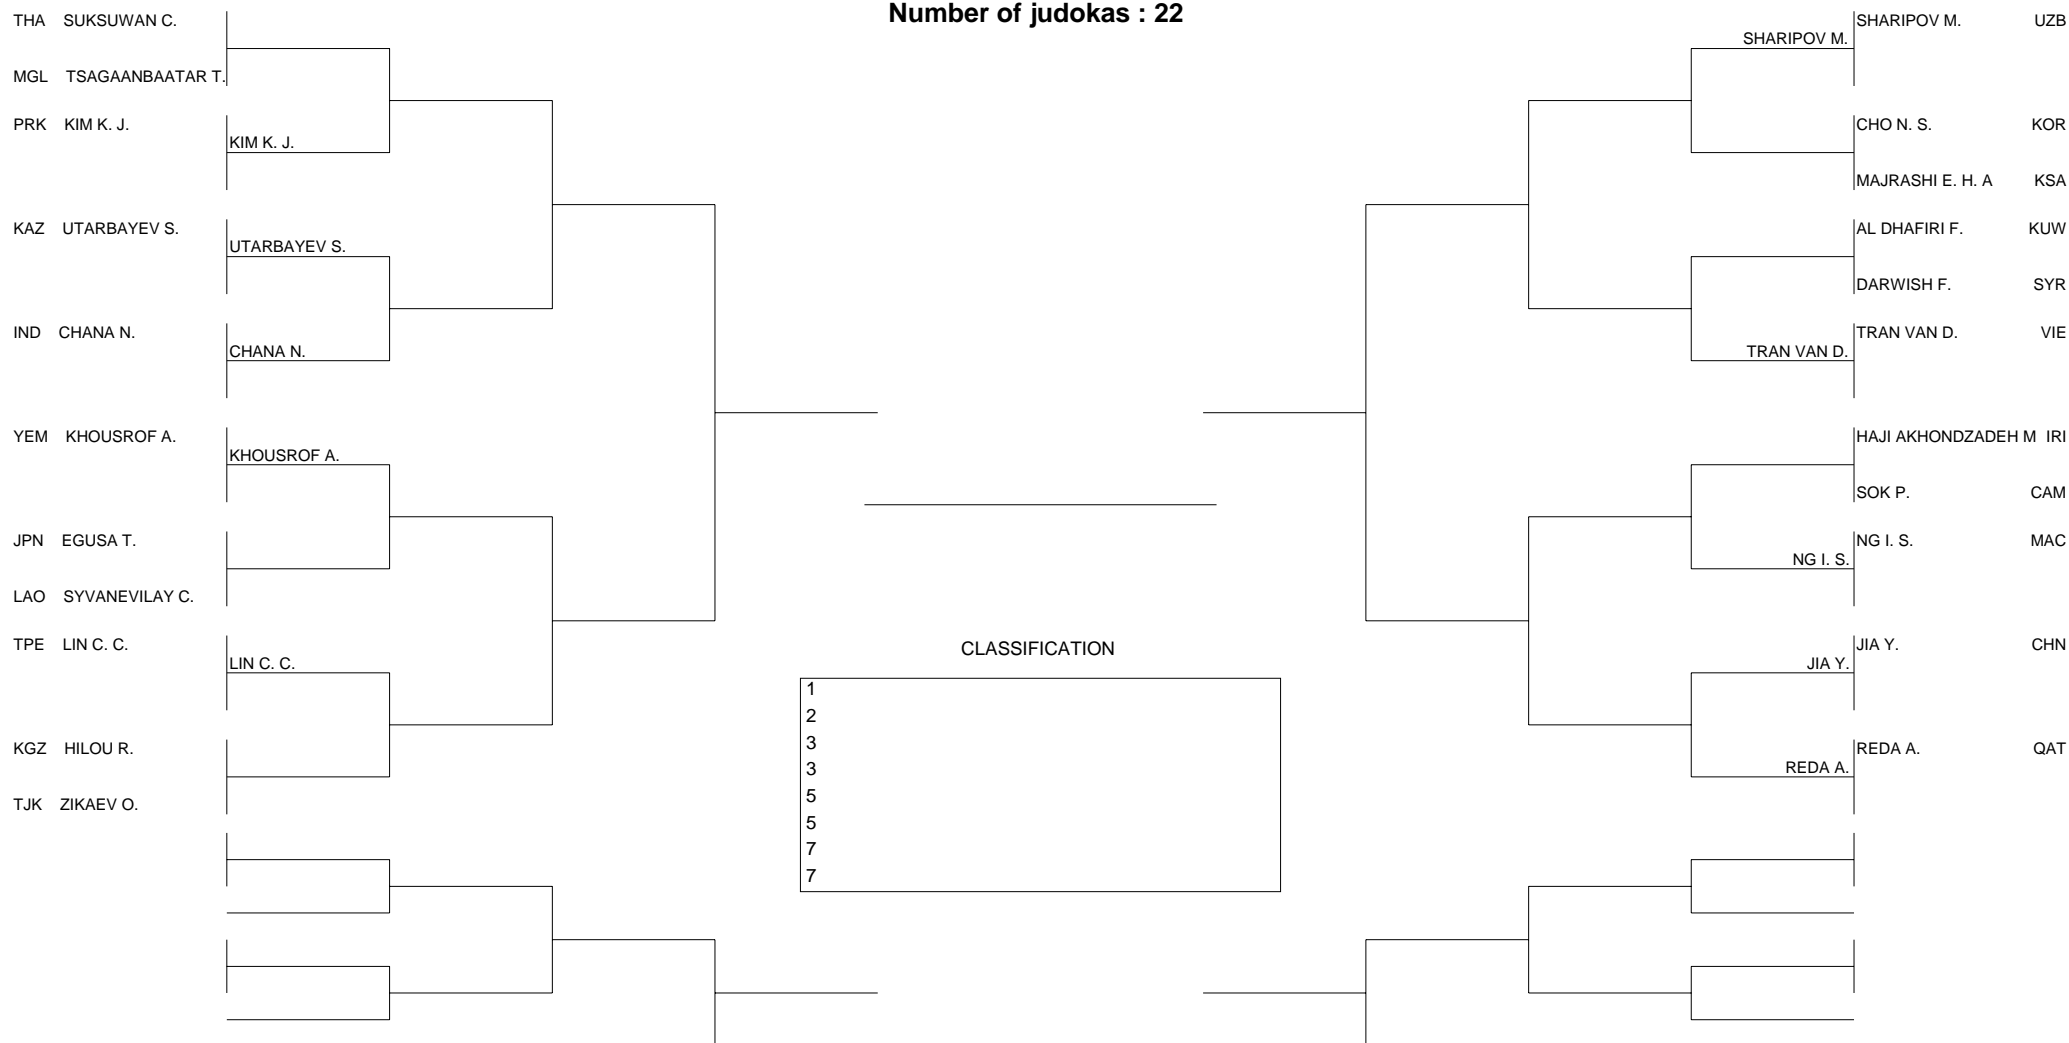 Number of judokas : 22
THA SUKSUWAN C.
MGL TSAGAANBAATAR T.
PRK KIM K. J.
KIM K. J.
KAZ UTARBAYEV S.
UTARBAYEV S.
IND CHANA N.
CHANA N.
YEM KHOUSROF A.
KHOUSROF A.
JPN EGUSA T.
LAO SYVANEVILAY C.
TPE LIN C. C.
LIN C. C.
KGZ HILOU R.
TJK ZIKAEV O.
SHARIPOV M. UZB
SHARIPOV M.
CHO N. S. KOR
MAJRASHI E. H. A KSA
AL DHAFIRI F. KUW
DARWISH F. SYR
TRAN VAN D. VIE
TRAN VAN D.
HAJI AKHONDZADEH M IRI
SOK P. CAM
NG I. S. MAC
NG I. S.
JIA Y. CHN
JIA Y.
REDA A. QAT
REDA A.
CLASSIFICATION
1
2
3
3
5
5
7
7